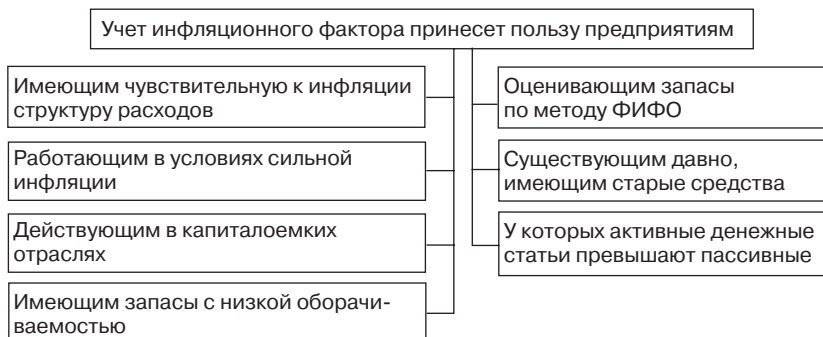 Учет инфляционного фактора принесет пользу предприятиям
Имеющим чувствительную к инфляции
структуру расходов
Работающим в условиях сильной
инфляции
Действующим в капиталоемких
отраслях
Имеющим запасы с низкой оборачи-
ваемостью
Оценивающим запасы
по методу ФИФО
Существующим давно,
имеющим старые средства
У которых активные денежные
статьи превышают пассивные